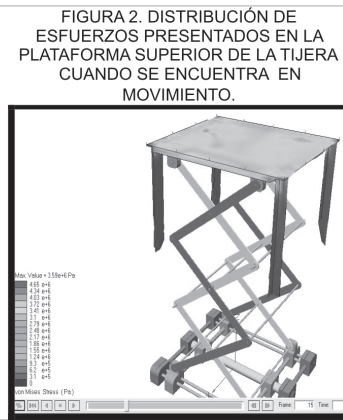 FIGURA 2. DISTRIBUCIÓN DE
ESFUERZOS PRESENTADOS EN LA
PLATAFORMA SUPERIOR DE LA TIJERA
CUANDO SE ENCUENTRA EN
MOVIMIENTO.
Max Value = 3.59e+6 Pa
4.65 e+6
4.34 e+6
4.03 e+6
3.72 e+6
3.41 e+6
3.1 e+6
2.79 e+6
2.48 e+6
2.17 e+6
1.86 e+6
1.55 e+6
1.24 e+6
9.3 e+5
6.2 e+5
3.1 e+5
0
von Mises Stress (Pa)
Frame: 15 Time